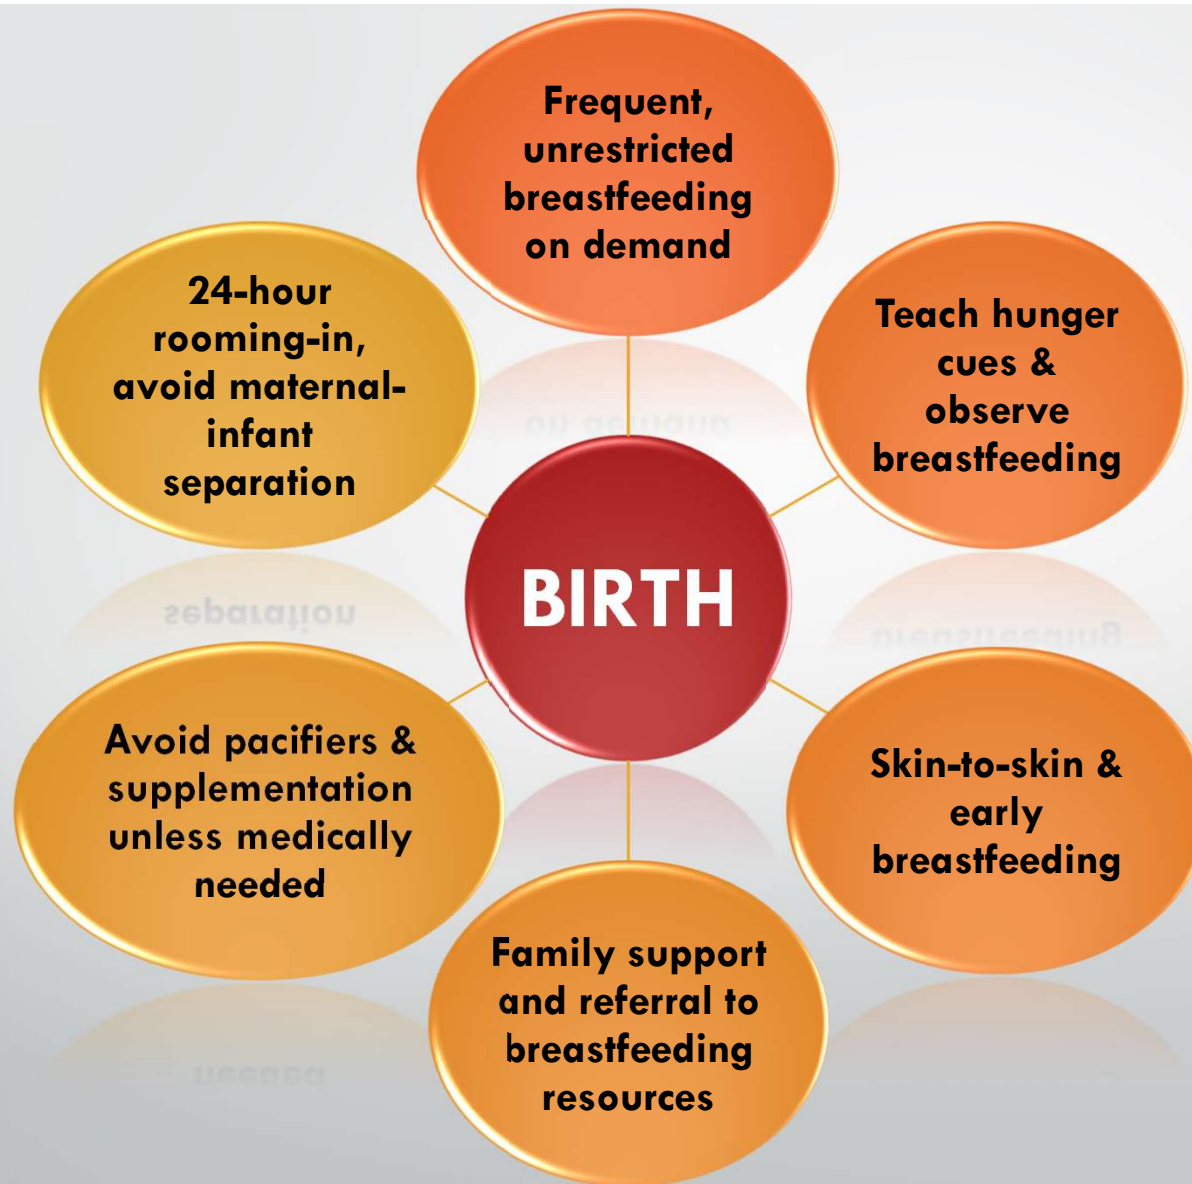 Frequent,
unrestricted
breastfeeding
on demand
Teach hunger
cues &
observe
breastfeeding
Skin-to-skin &
early
breastfeeding
Family support
and referral to
breastfeeding
resources
Avoid pacifiers &
supplementation
unless medically
needed
24-hour
rooming-in,
avoid maternal-
infant
separation
BIRTH